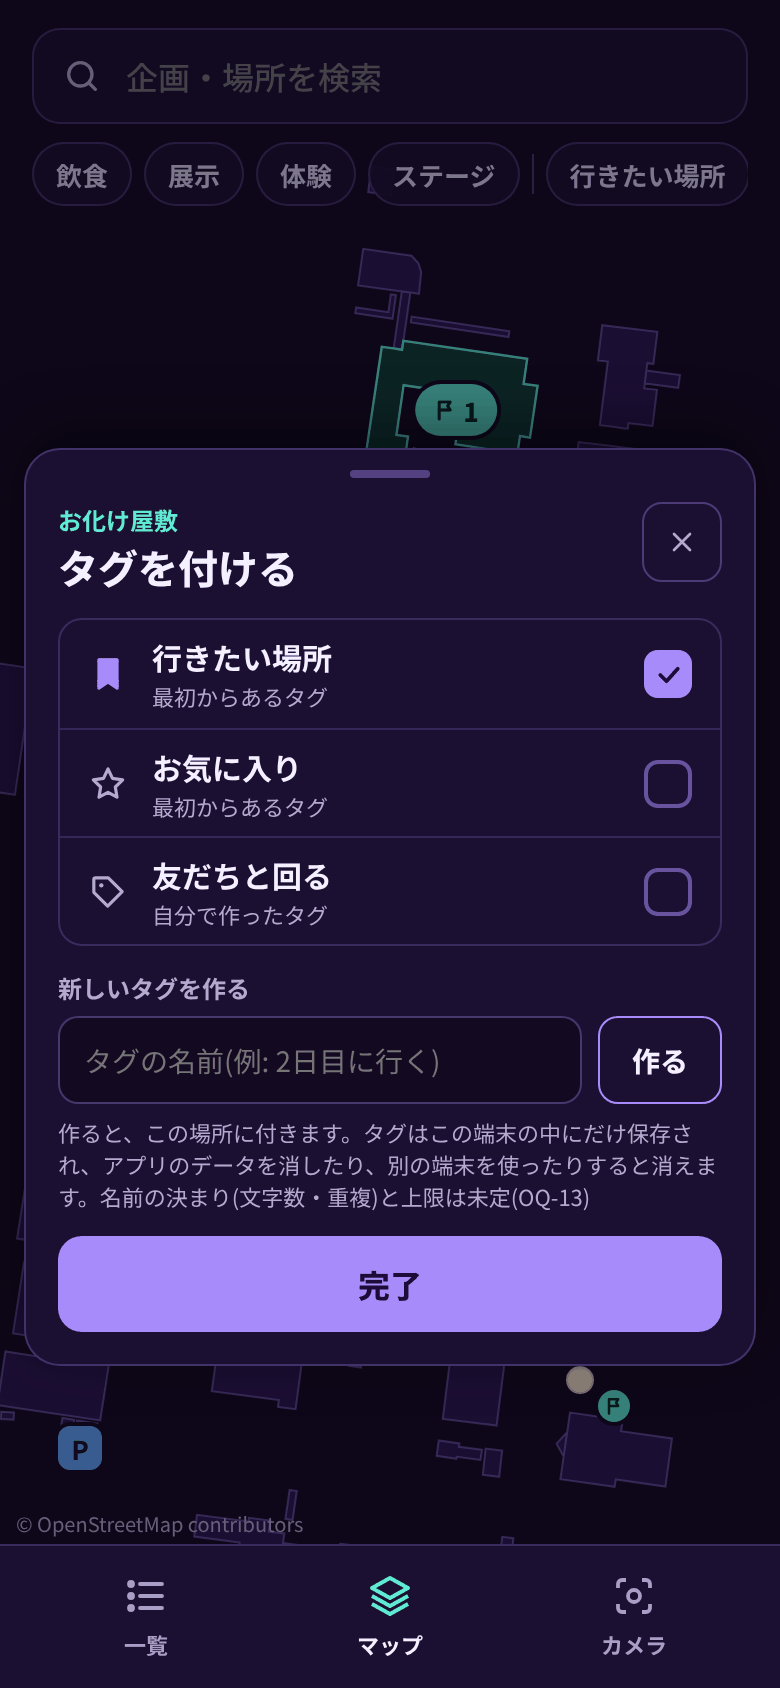 企画・場所を検索
飲食
展示
体験
ステージ
行きたい場所
1
お化け屋敷
タグを付ける
行きたい場所
最初からあるタグ
お気に入り
最初からあるタグ
友だちと回る
自分で作ったタグ
新しいタグを作る
タグの名前(例: 2日目に行く)
作る
作ると、この場所に付きます。タグはこの端末の中にだけ保存さ
れ、アプリのデータを消したり、別の端末を使ったりすると消えま
す。名前の決まり(文字数・重複)と上限は未定(OQ-13)
完了
P
© OpenStreetMap contributors
一覧
マップ
カメラ